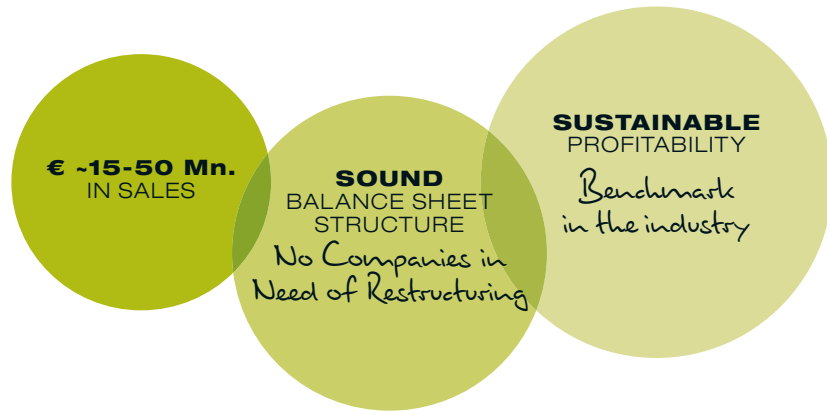 € ~15-50 Mn.
IN SALES
SOUND
BALANCE SHEET
STRUCTURE
No Companies in
Need of Restructuring
SUSTAINABLE
PROFITABILITY
Benchmark
in the industry